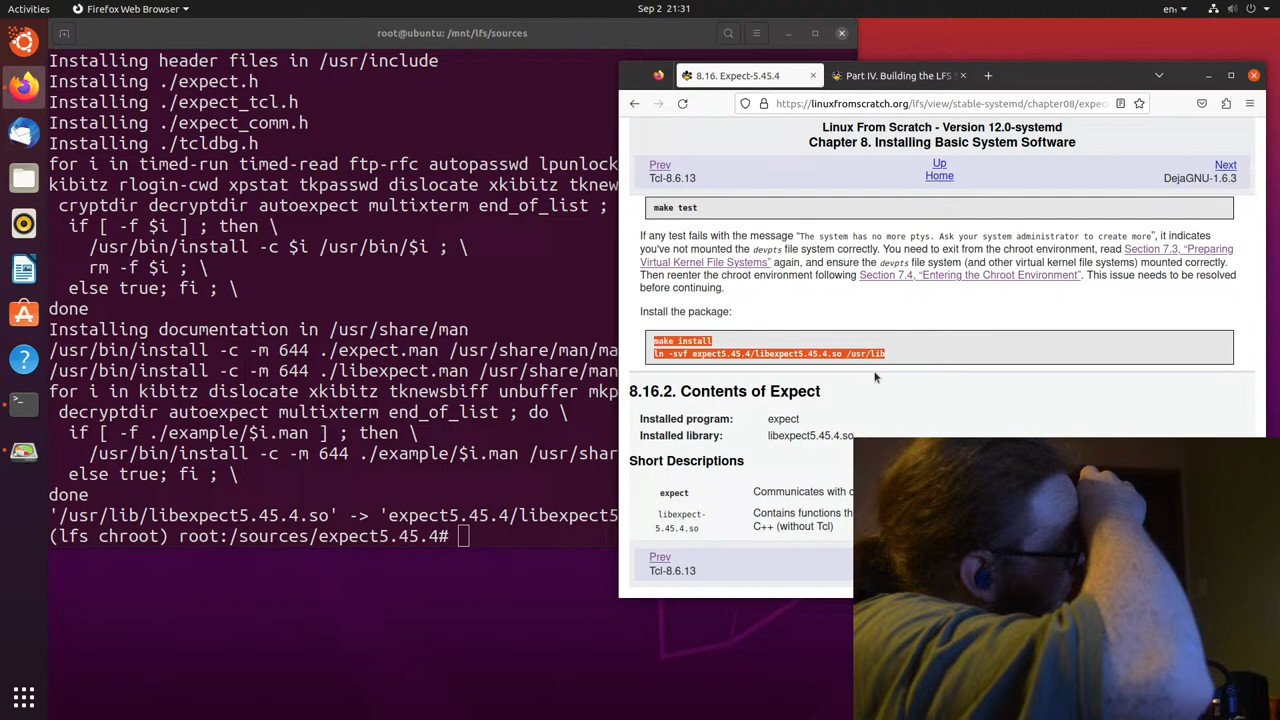 Activities
Firefox Web Browser
Sep 2 21:31
en
root@ubuntu: /mnt/lfs/sources
Installing header files in /usr/include
Installing ./expect.h
Installing ./expect_tcl.h
Installing ./expect_comm.h
Installing ./tcldbg.h
for i in timed-run timed-read ftp-rfc autopasswd lpunlock
kibitz rlogin-cwd xpstat tkpasswd dislocate xkibitz tknews
cryptdir decryptdir autoexpect multixterm end_of_list ;
if [ -f $i ] ; then \
/usr/bin/install -c $i /usr/bin/$i ; \
rm -f $i ; \
else true; fi ; \
done
Installing documentation in /usr/share/man
/usr/bin/install -c -m 644 ./expect.man /usr/share/man/man
/usr/bin/install -c -m 644 ./libexpect.man /usr/share/man/
for i in kibitz dislocate xkibitz tknewsbiff unbuffer mkp
decryptdir autoexpect multixterm end_of_list ; do \
if [ -f ./example/$i.man ] ; then \
/usr/bin/install -c -m 644 ./example/$i.man /usr/shar
else true; fi ; \
done
'/usr/lib/libexpect5.45.4.so' -> 'expect5.45.4/libexpect5
(lfs chroot) root:/sources/expect5.45.4#
8.16. Expect-5.45.4
Part IV. Building the LFS
https://linuxfromscratch.org/lfs/view/stable-systemd/chapter08/expec
Linux From Scratch - Version 12.0-systemd
Chapter 8. Installing Basic System Software
Prev
Up
Next
Tcl-8.6.13
Home
DejaGNU-1.6.3
make test
If any test fails with the message “The system has no more ptys. Ask your system administrator to create more”, it indicates
you've not mounted the devpts file system correctly. You need to exit from the chroot environment, read Section 7.3, “Preparing
Virtual Kernel File Systems” again, and ensure the devpts file system (and other virtual kernel file systems) mounted correctly.
Then reenter the chroot environment following Section 7.4, “Entering the Chroot Environment”. This issue needs to be resolved
before continuing.
Install the package:
make install
ln -svf expect5.45.4/libexpect5.45.4.so /usr/lib
8.16.2. Contents of Expect
Installed program: expect
Installed library: libexpect5.45.4.so
Short Descriptions
expect Communicates with o
libexpect-
5.45.4.so
Contains functions th
C++ (without Tcl)
Prev
Tcl-8.6.13